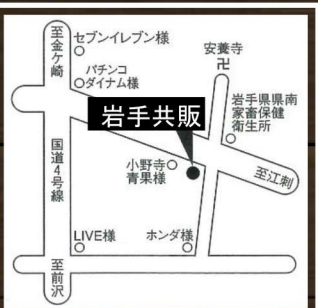 至金ケ崎
セブンイレブン様
パチンコ
ダイナム様
安養寺
卍
岩手共販
岩手県県南
家畜保健
衛生所
国道4号線
小野寺
青果様
至江刺
LIVE様
ホンダ様
至前沢